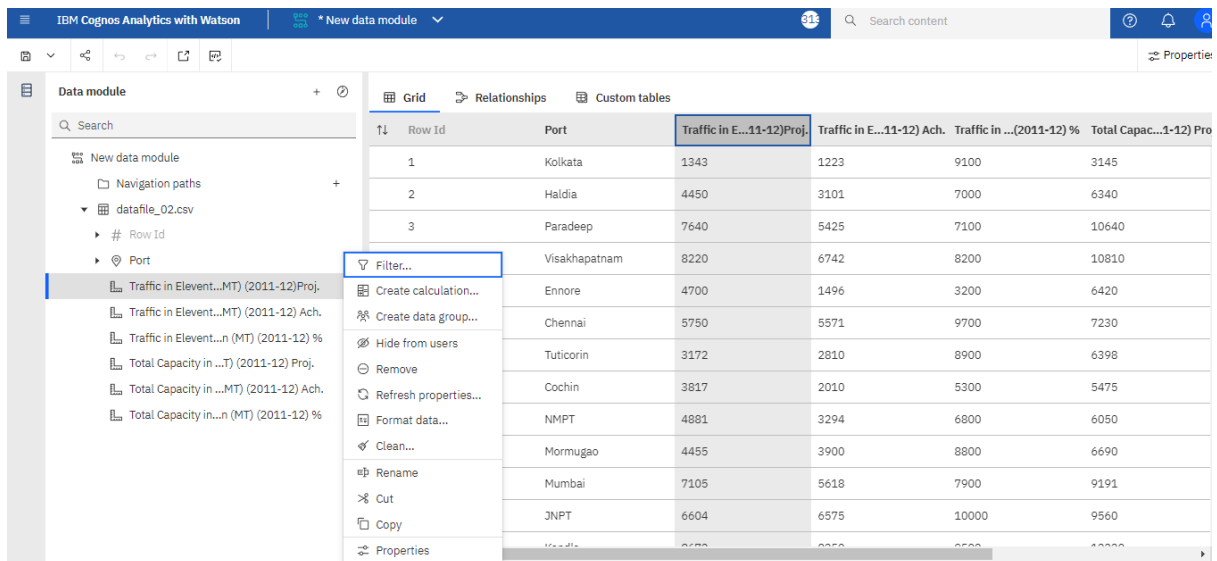 IBM Cognos Analytics with Watson * New data module Search content
Properties
Data module
Search
New data module
Navigation paths
datafile_02.csv
# Row Id
Port
Traffic in Elevent...MT) (2011-12)Proj.
Traffic in Elevent...MT) (2011-12) Ach.
Traffic in Elevent...n (MT) (2011-12) %
Total Capacity in ...T) (2011-12) Proj.
Total Capacity in ...MT) (2011-12) Ach.
Total Capacity in...n (MT) (2011-12) %
Filter...
Create calculation...
Create data group...
Hide from users
Remove
Refresh properties...
Format data...
Clean...
Rename
Cut
Copy
Properties
Grid Relationships Custom tables
Row Id Port Traffic in E...11-12)Proj. Traffic in E...11-12) Ach. Traffic in ...(2011-12) % Total Capac...1-12) Pro
1 Kolkata 1343 1223 9100 3145
2 Haldia 4450 3101 7000 6340
3 Paradeep 7640 5425 7100 10640
Visakhapatnam 8220 6742 8200 10810
Ennore 4700 1496 3200 6420
Chennai 5750 5571 9700 7230
Tuticorin 3172 2810 8900 6398
Cochin 3817 2010 5300 5475
NMPT 4881 3294 6800 6050
Mormugao 4455 3900 8800 6690
Mumbai 7105 5618 7900 9191
JNPT 6604 6575 10000 9560